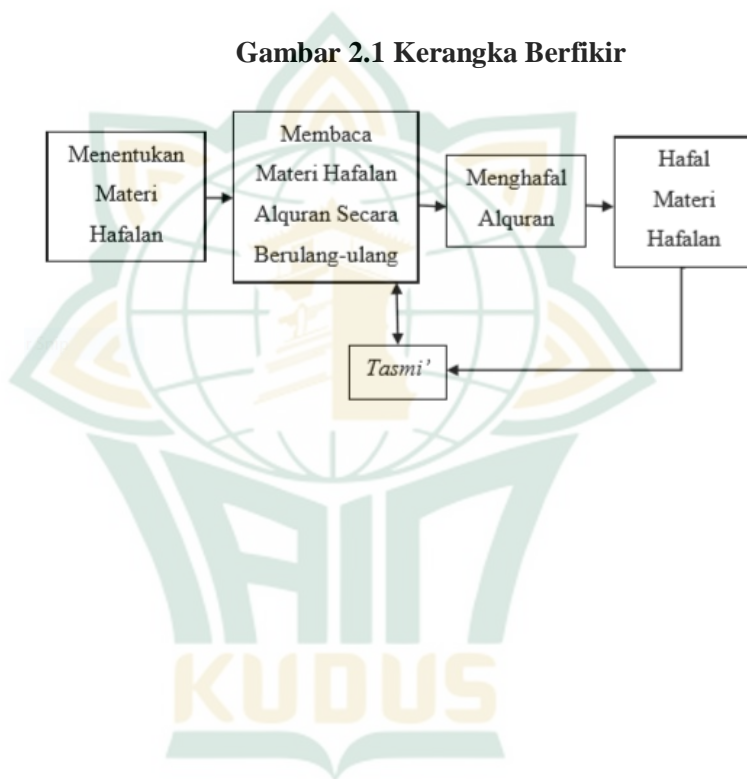 Gambar 2.1 Kerangka Berfikir
Menentukan
Materi
Hafalan
Membaca
Materi Hafalan
Alquran Secara
Berulang-ulang
Menghafal
Alquran
Hafal
Materi
Hafalan
Tasmi’
IAIN
KUDUS